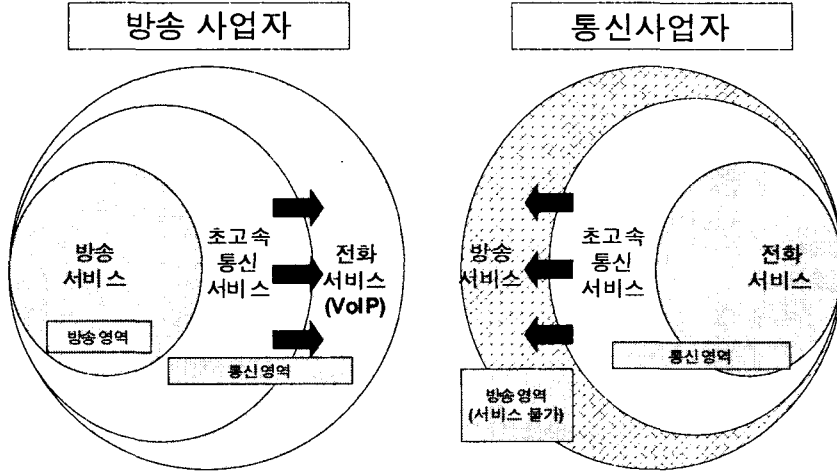 방송 사업자
방송
서비스
초고속
통신
서비스
전화
서비스
(VoIP)
방송영역
통신영역
통신사업자
방송
서비스
초고속
통신
서비스
전화
서비스
통신영역
방송영역
(서비스 불가)